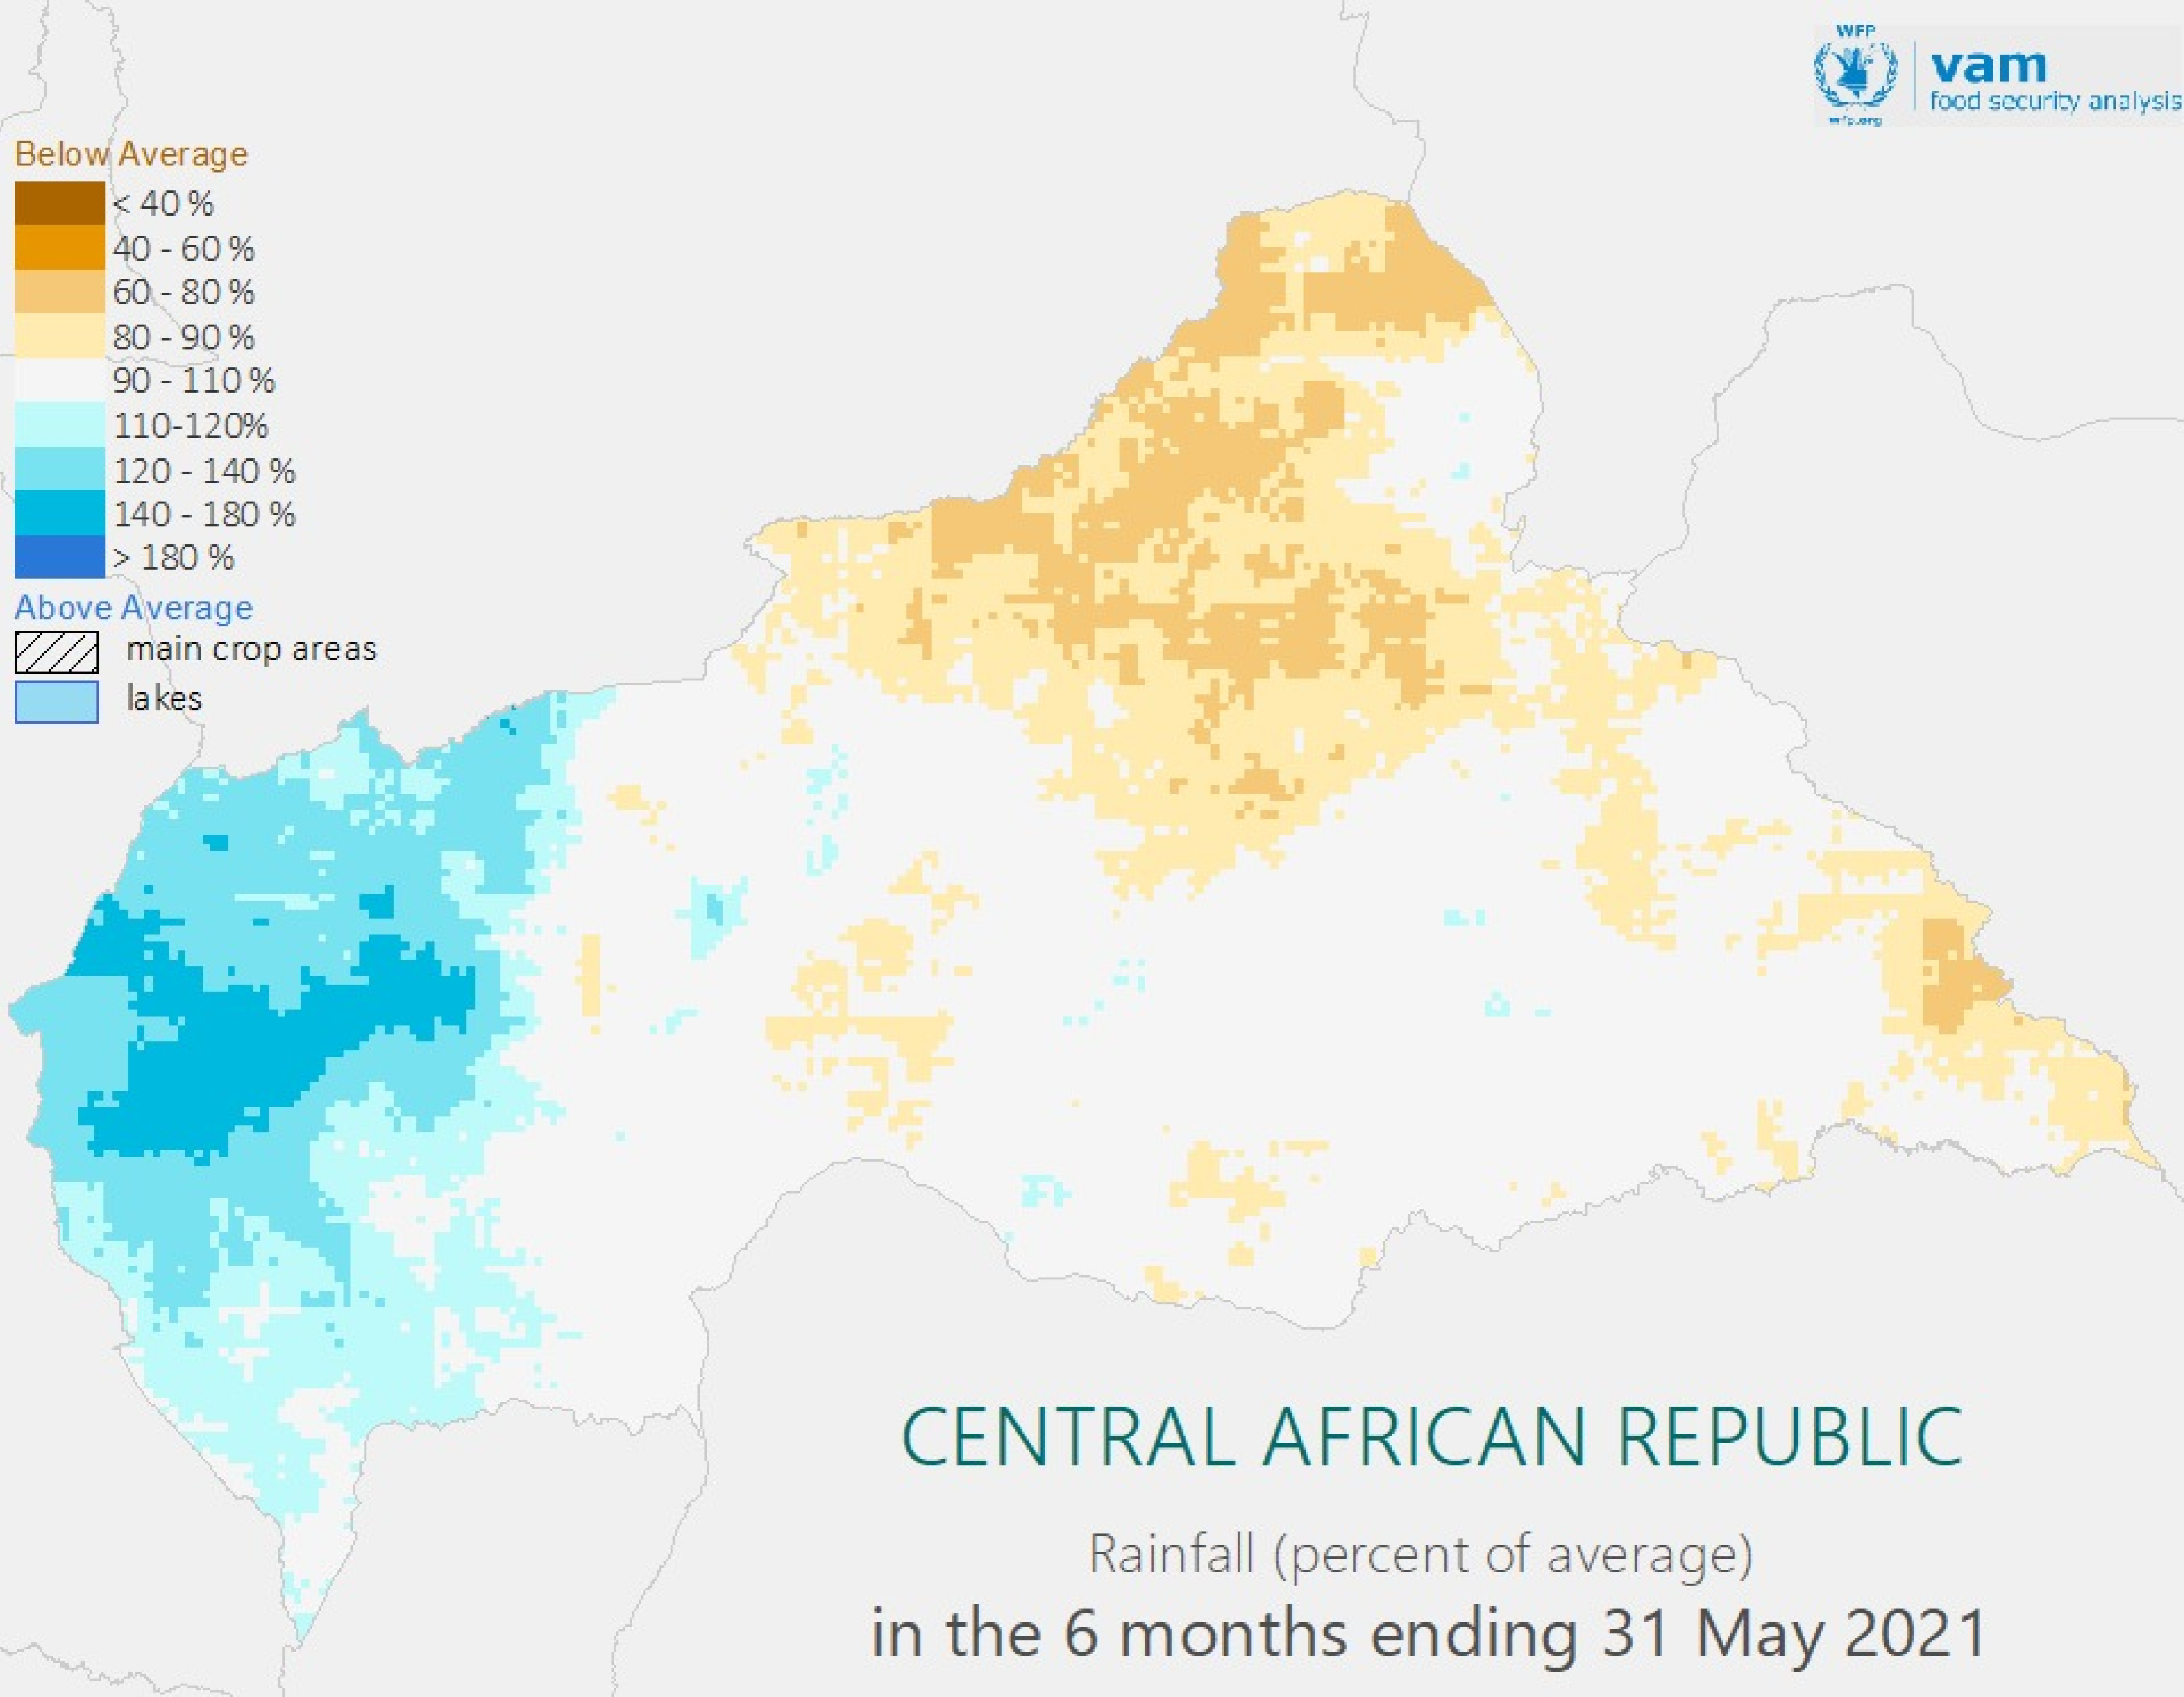 WFP
wfp.org
vam
food security analysis
Below Average
< 40 %
40 - 60 %
60 - 80 %
80 - 90 %
90 - 110 %
110-120%
120 - 140 %
140 - 180 %
> 180 %
Above Average
main crop areas
lakes
CENTRAL AFRICAN REPUBLIC
Rainfall (percent of average)
in the 6 months ending 31 May 2021